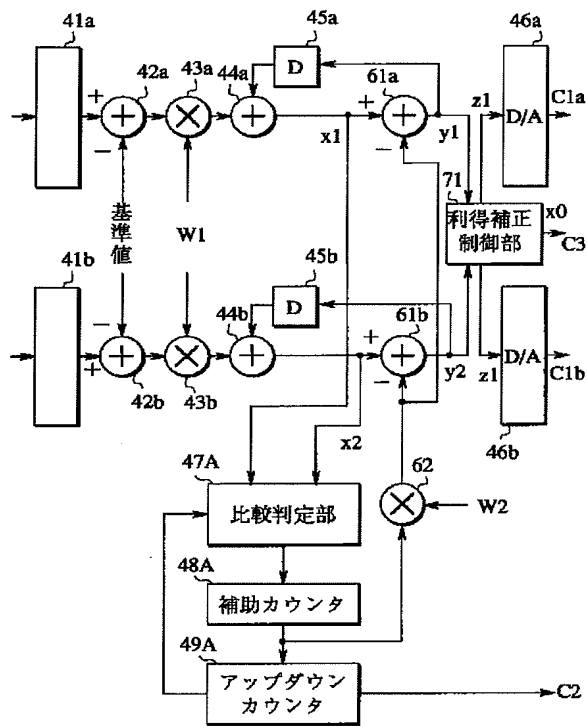 41a
42a
43a
44a
45a
D
61a
46a
+
+
×
+
+
+
−
−
x1
y1
z1
D/A
C1a
71
利得補正
制御部
x0
C3
基準値
W1
41b
45b
D
44b
61b
−
+
+
×
+
+
+
−
42b
43b
x2
y2
z1
D/A
C1b
46b
47A
比較判定部
62
×
W2
48A
補助カウンタ
49A
アップダウン
カウンタ
C2